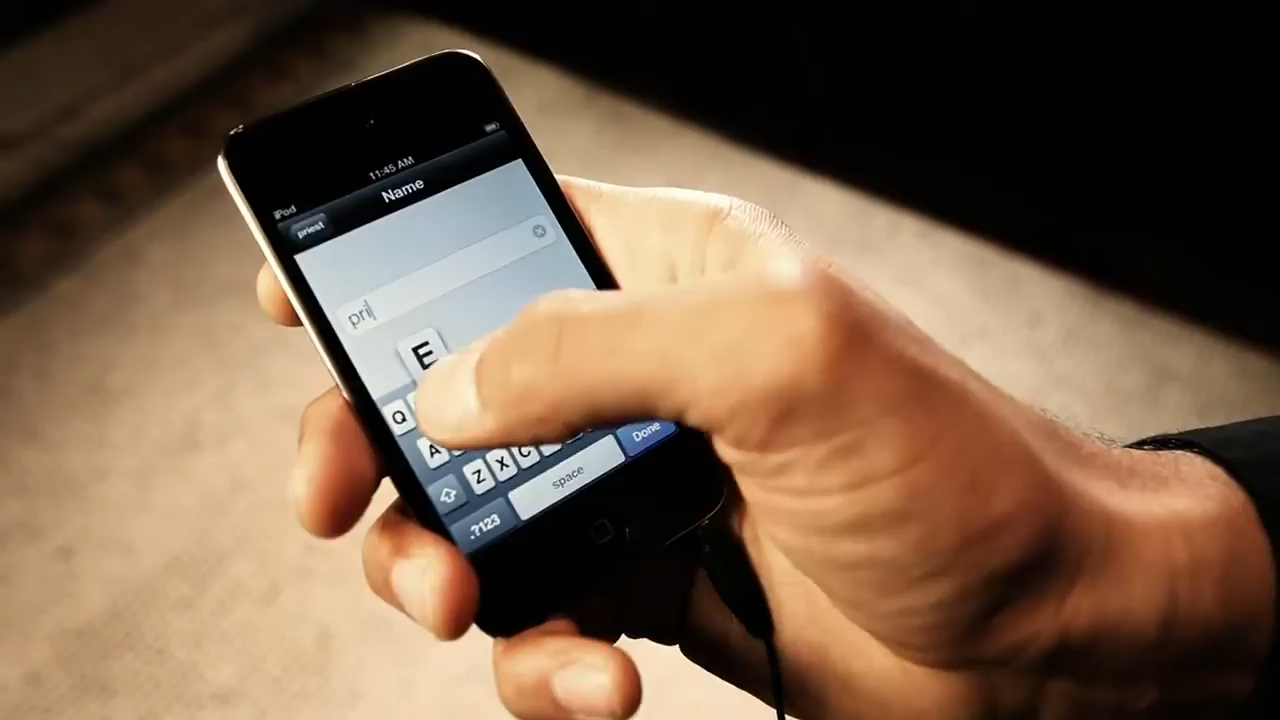 11:45 AM
iPod
Name
priest
pri
E
Q
A
Z X C
space
Done
.?123